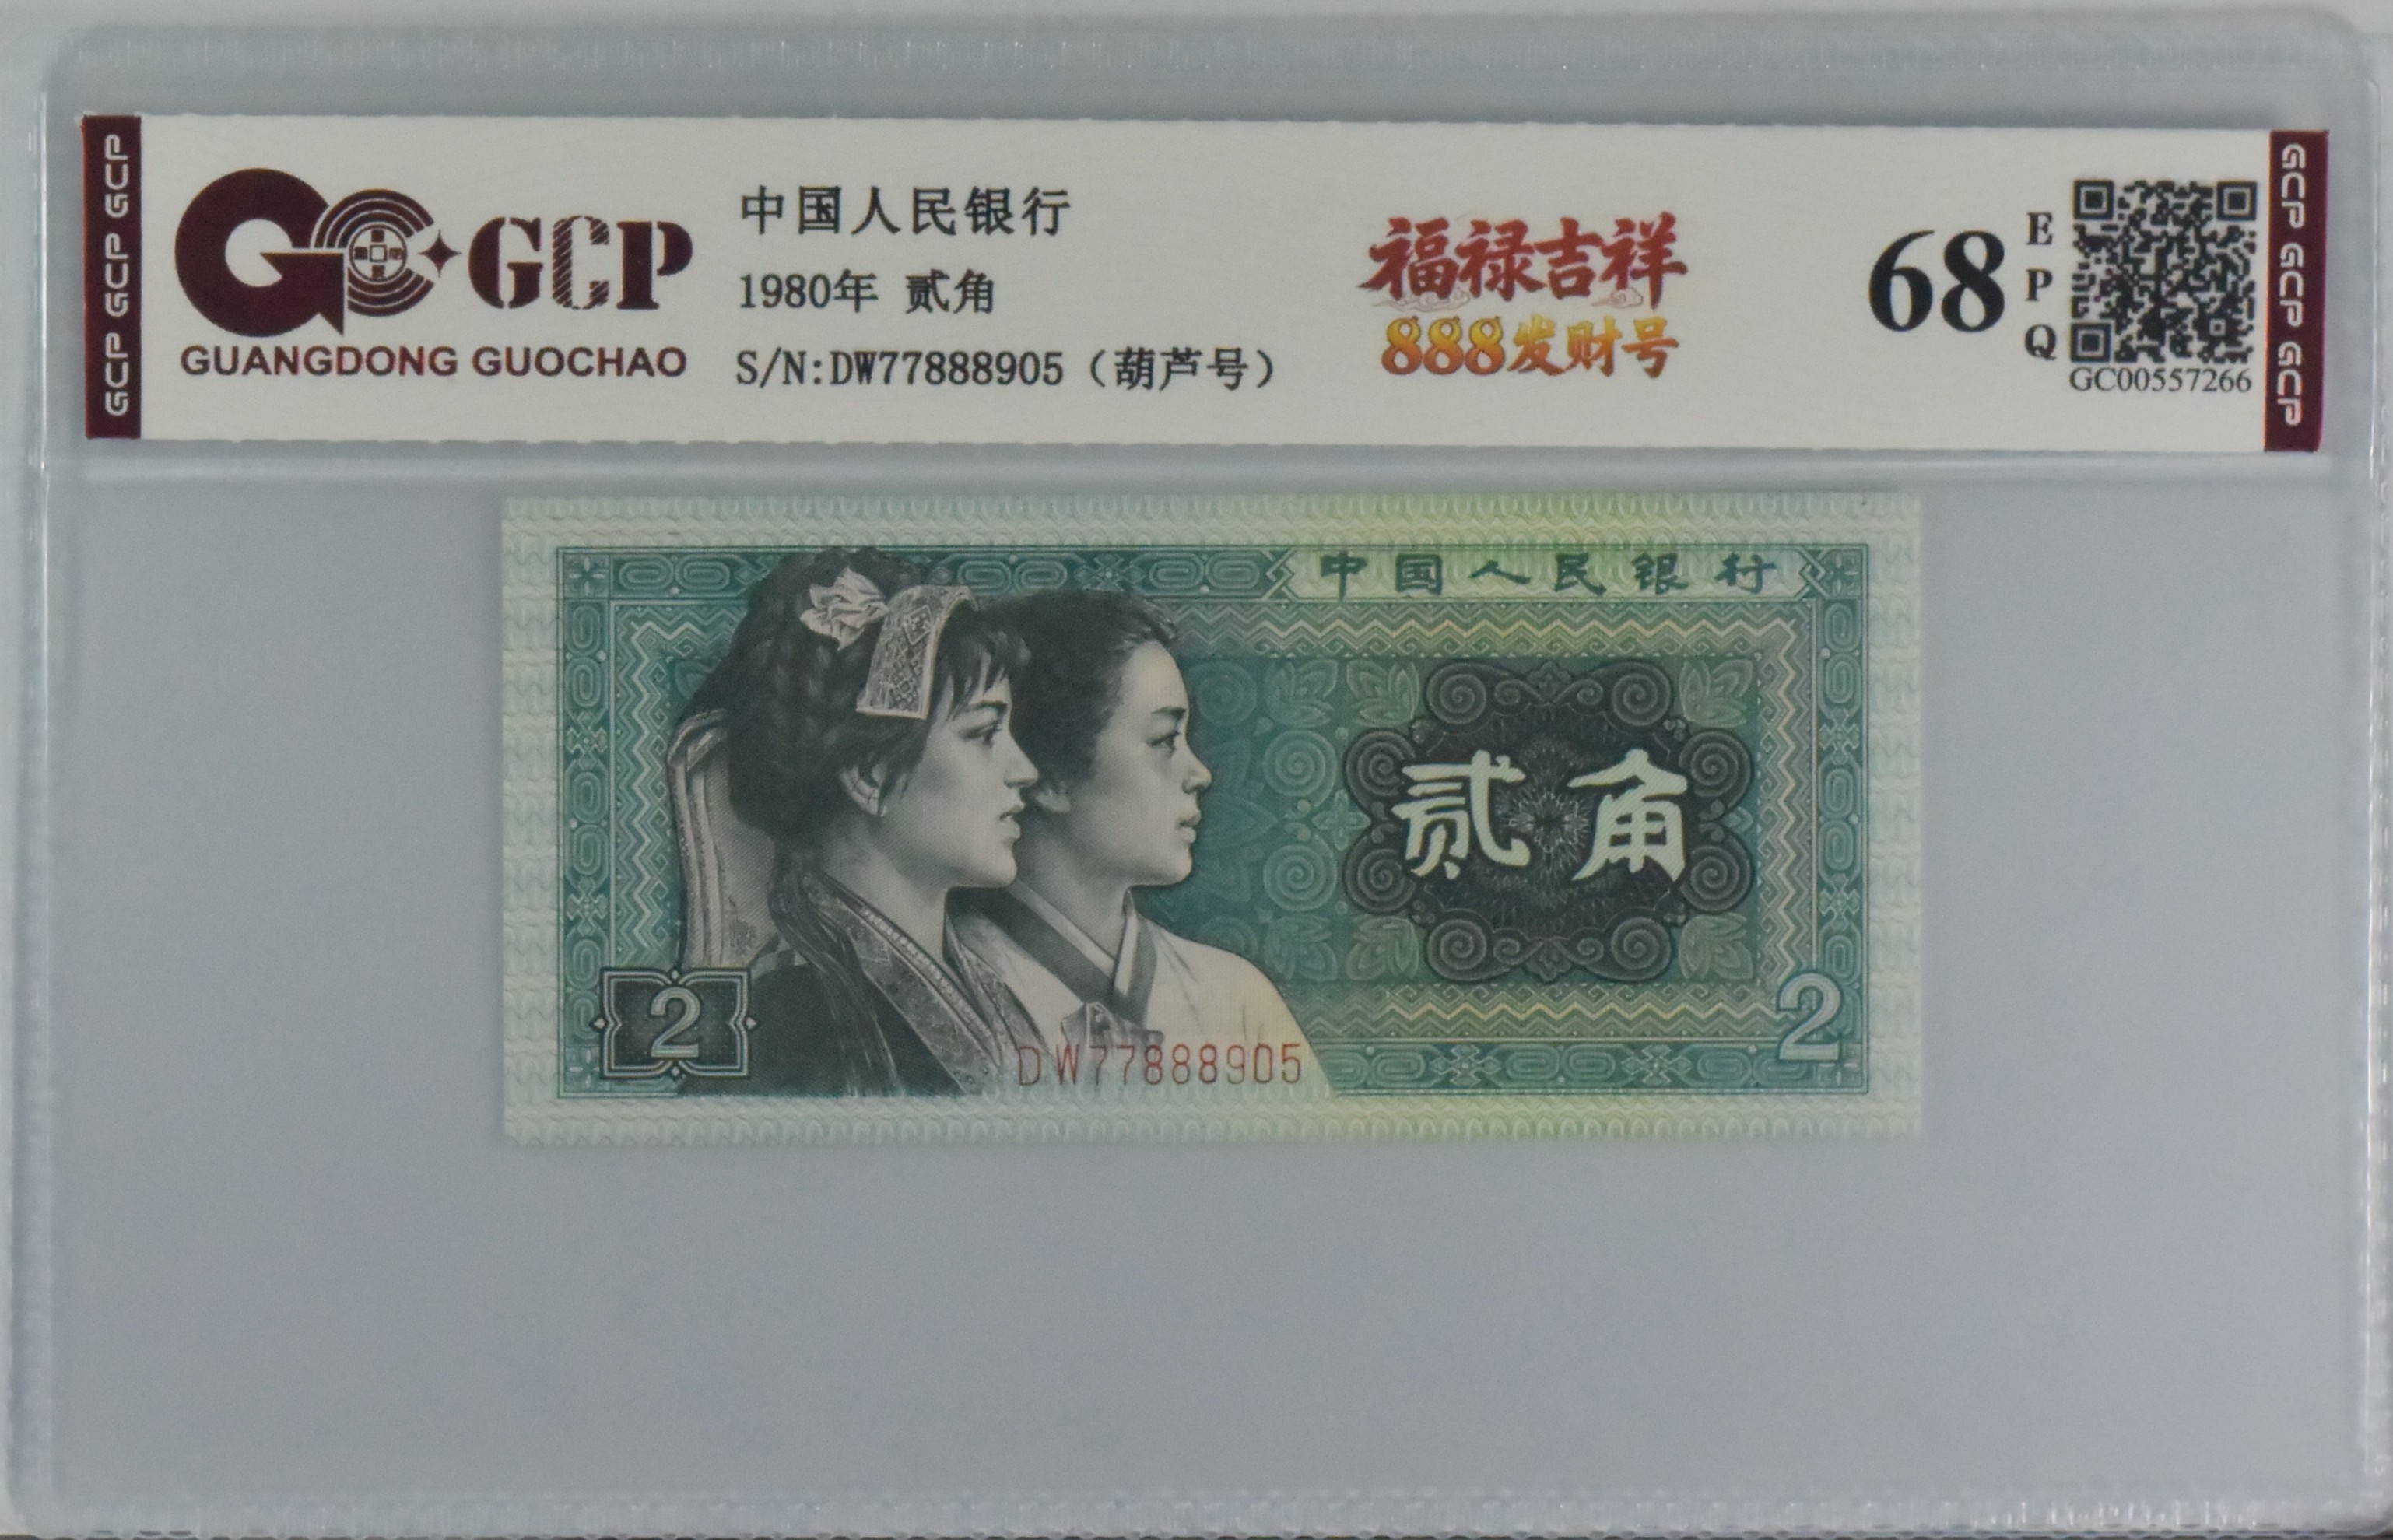 GCP GCP GCP
GCP
GUANGDONG GUOCHAO
中国人民银行
1980年 贰角
S/N:DW77888905（葫芦号）
福禄吉祥
888发财号
68
EPQ
GC00557266
GCP GCP GCP
中国人民银行
贰角
2
2
DW77888905